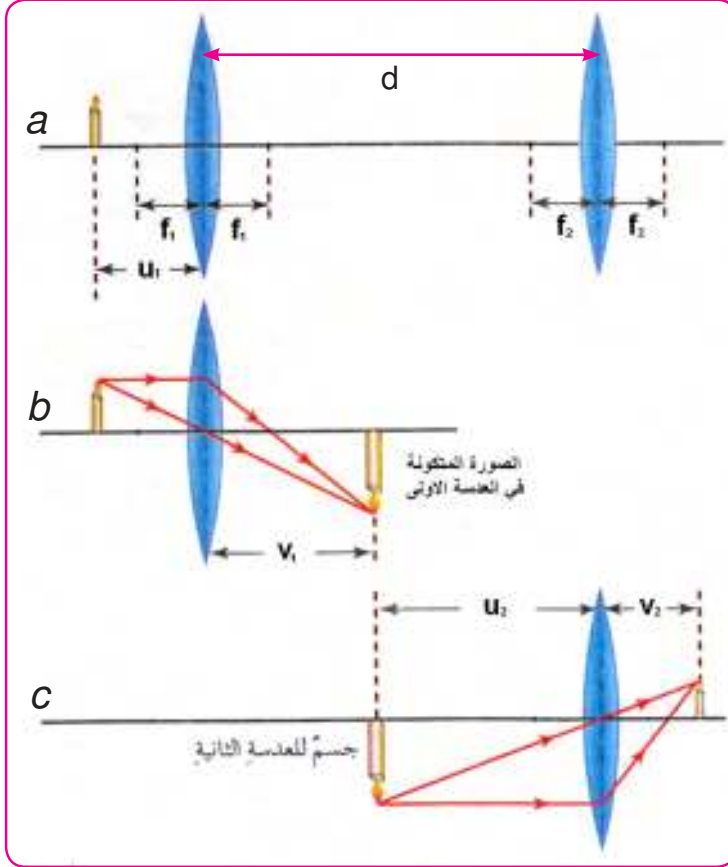 d
a
f₁ f₁ f₂ f₂
u₁
b
الصورة المتكونة
في العدسة الاولى
v₁
u₂ v₂
c
جسمٌ للعدسةِ الثانيةِ